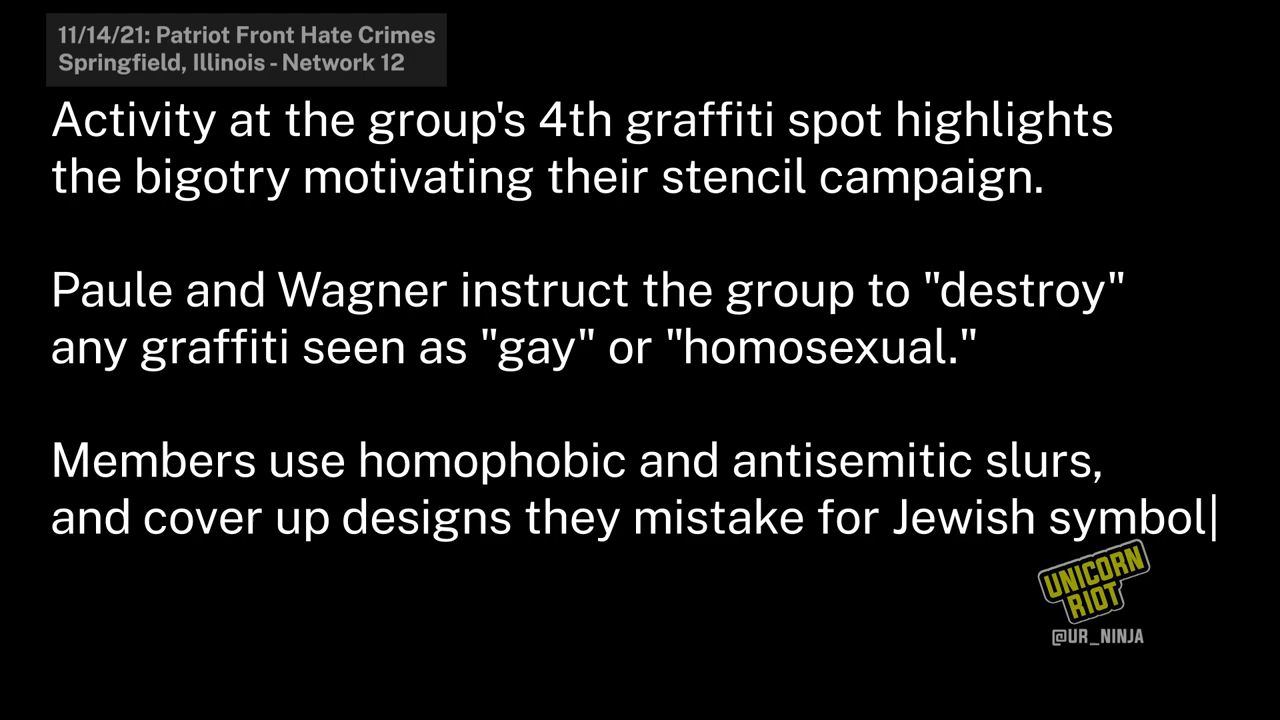 11/14/21: Patriot Front Hate Crimes
Springfield, Illinois - Network 12
Activity at the group's 4th graffiti spot highlights
the bigotry motivating their stencil campaign.
Paule and Wagner instruct the group to "destroy"
any graffiti seen as "gay" or "homosexual."
Members use homophobic and antisemitic slurs,
and cover up designs they mistake for Jewish symbol|
UNICORN
RIOT
@UR_NINJA